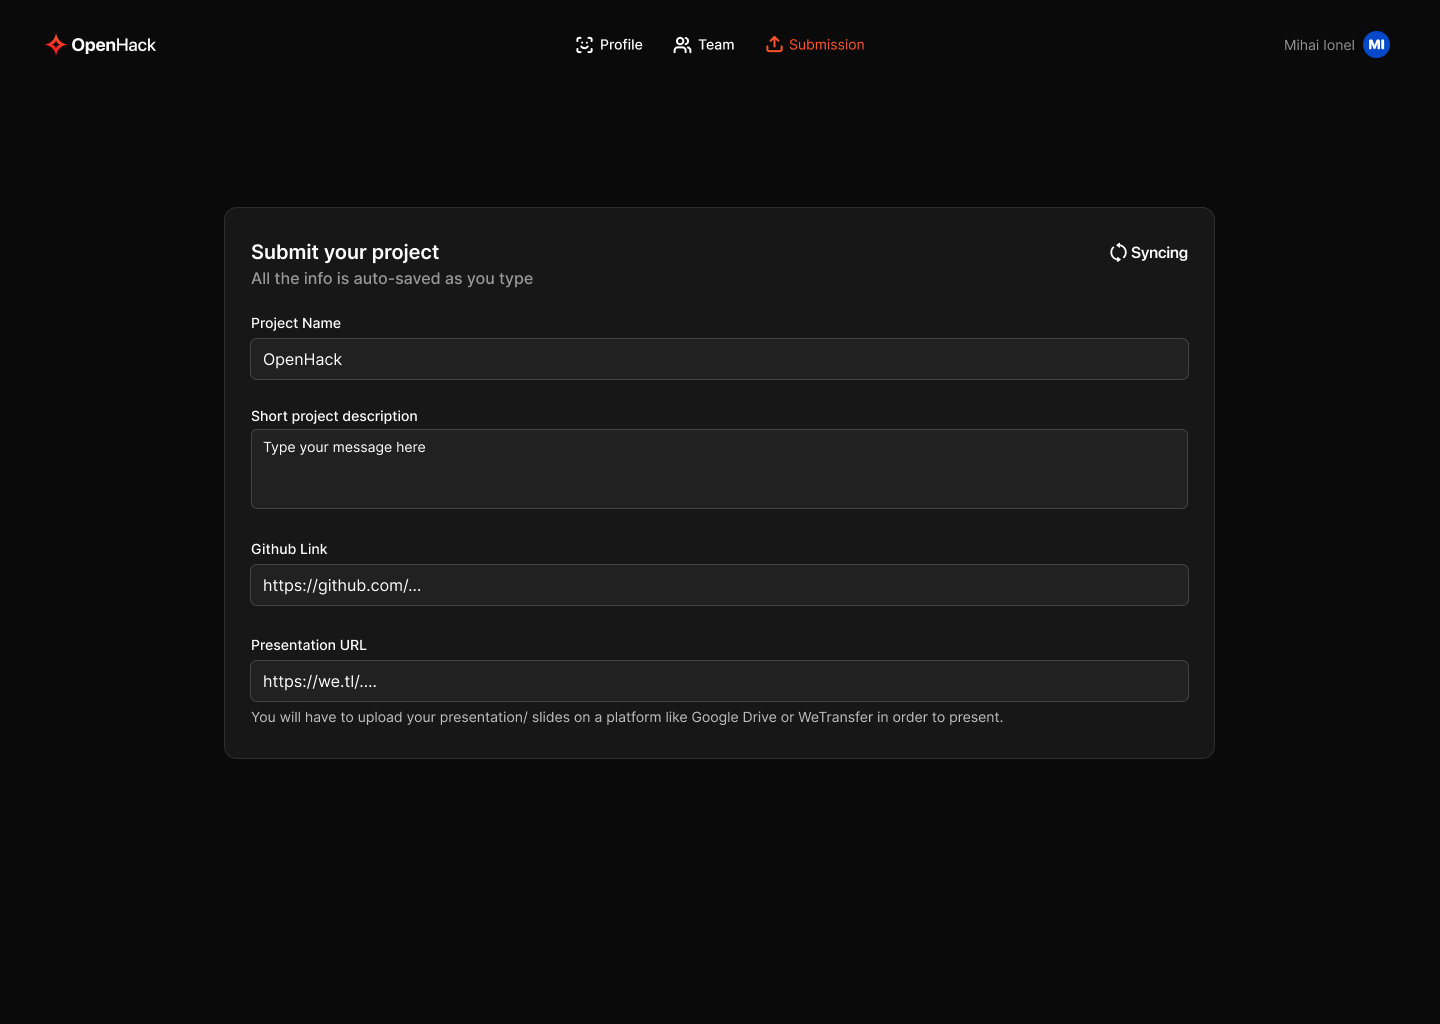 OpenHack
Profile
Team
Submission
Mihai Ionel
MI
Submit your project
Syncing
All the info is auto-saved as you type
Project Name
OpenHack
Short project description
Type your message here
Github Link
https://github.com/...
Presentation URL
https://we.tl/....
You will have to upload your presentation/ slides on a platform like Google Drive or WeTransfer in order to present.